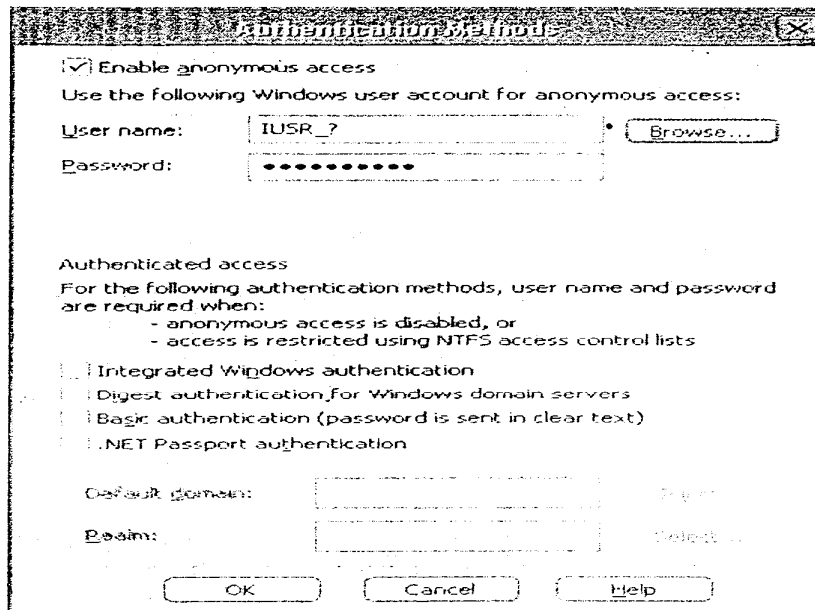 Authentication Methods
Enable anonymous access
Use the following Windows user account for anonymous access:
User name: IUSR_? Browse...
Password: ••••••••••
Authenticated access
For the following authentication methods, user name and password
are required when:
- anonymous access is disabled, or
- access is restricted using NTFS access control lists
Integrated Windows authentication
Digest authentication for Windows domain servers
Basic authentication (password is sent in clear text)
.NET Passport authentication
Default domain:
Realm: Select...
OK Cancel Help